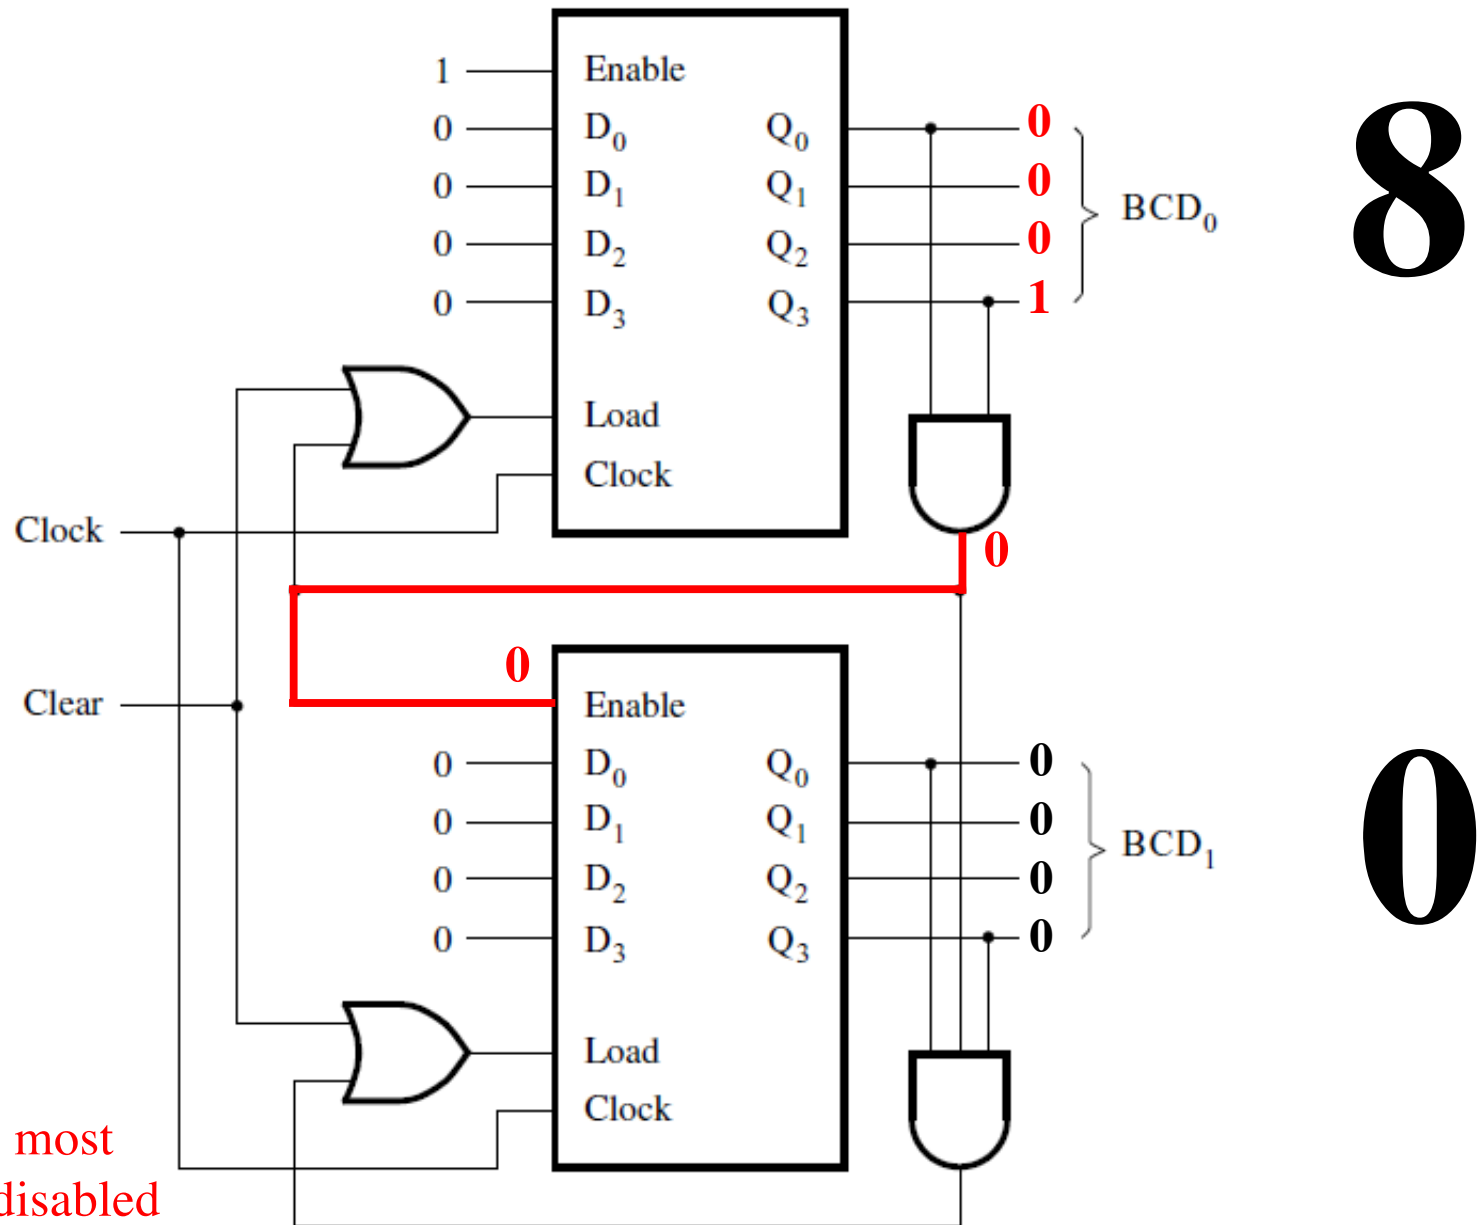 1 Enable
0 D0 Q0 0
0 D1 Q1 0
0 D2 Q2 0
0 D3 Q3 1
BCD0
8
Load
Clock
Clock
0
0
Clear
Enable
0 D0 Q0 0
0 D1 Q1 0
0 D2 Q2 0
0 D3 Q3 0
BCD1
0
Load
Clock
most
disabled